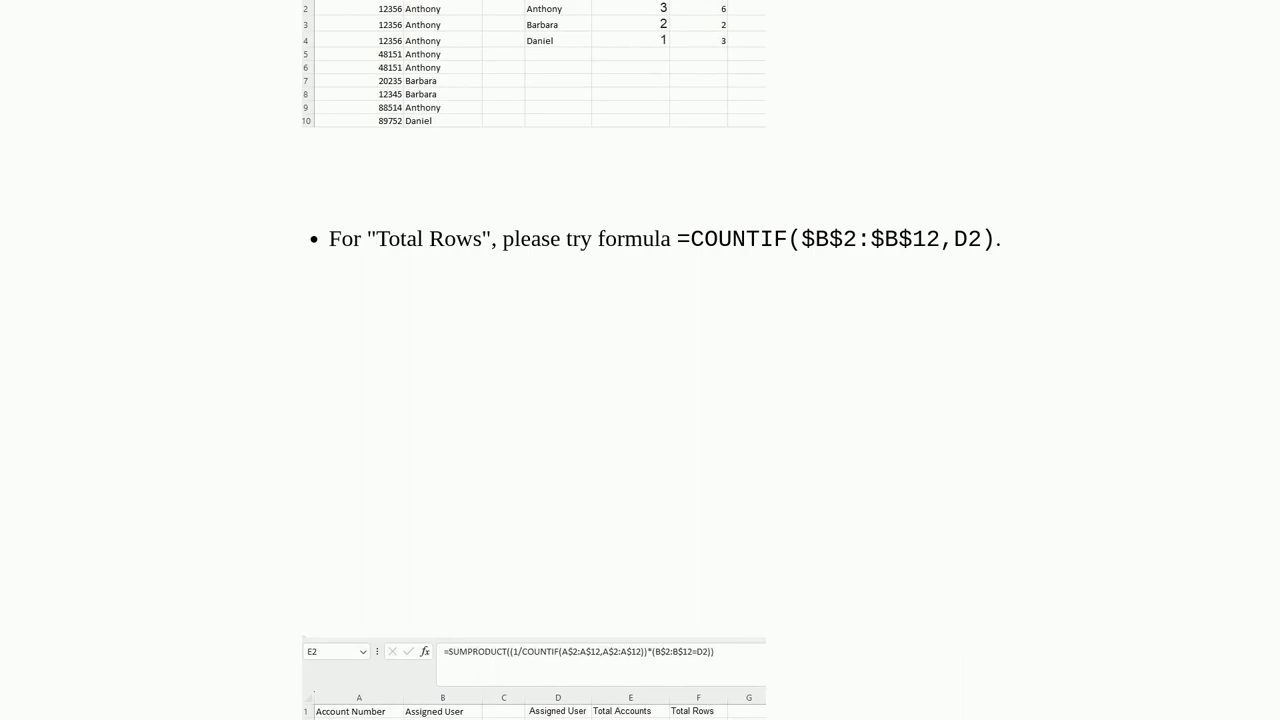 2 12356 Anthony Anthony 3 6
3 12356 Anthony Barbara 2 2
4 12356 Anthony Daniel 1 3
5 48151 Anthony
6 48151 Anthony
7 20235 Barbara
8 12345 Barbara
9 88514 Anthony
10 89752 Daniel
• For "Total Rows", please try formula =COUNTIF($B$2:$B$12,D2).
E2 fx =SUMPRODUCT((1/COUNTIF(A$2:A$12,A$2:A$12))*(B$2:B$12=D2))
A B C D E F G
1 Account Number Assigned User Assigned User Total Accounts Total Rows